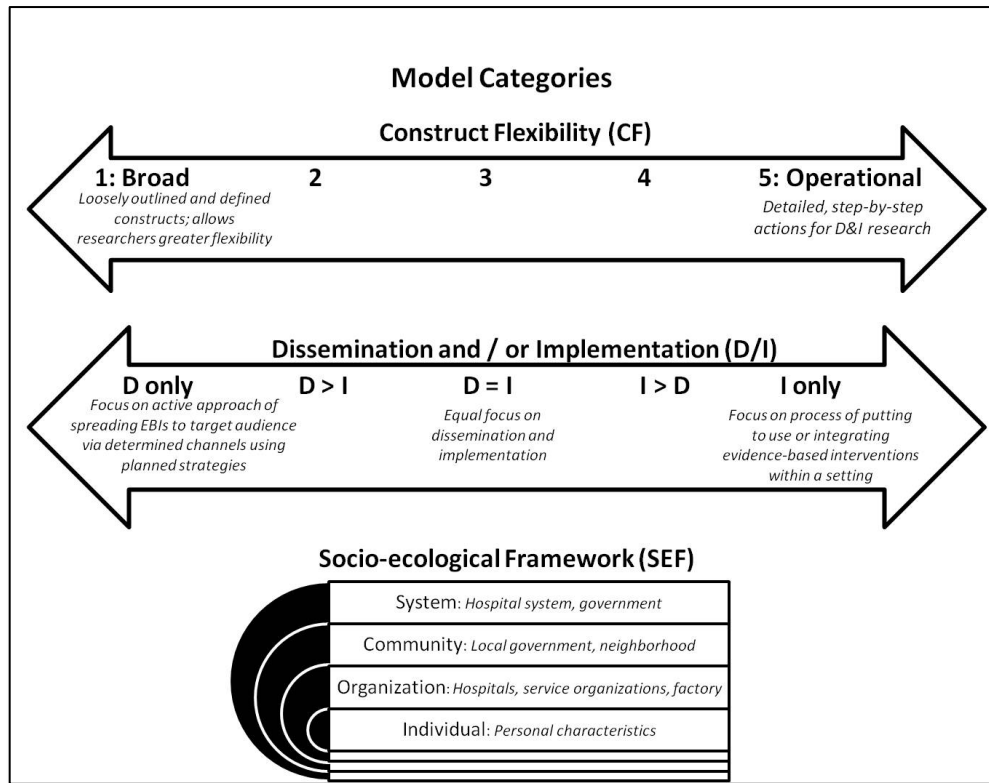 Model Categories
Construct Flexibility (CF)
1: Broad 2 3 4 5: Operational
Loosely outlined and defined
constructs; allows
researchers greater flexibility
Detailed, step-by-step
actions for D&I research
Dissemination and / or Implementation (D/I)
D only D > I D = I I > D I only
Focus on active approach of
spreading EBIs to target audience
via determined channels using
planned strategies
Equal focus on
dissemination and
implementation
Focus on process of putting
to use or integrating
evidence-based interventions
within a setting
Socio-ecological Framework (SEF)
System: Hospital system, government
Community: Local government, neighborhood
Organization: Hospitals, service organizations, factory
Individual: Personal characteristics